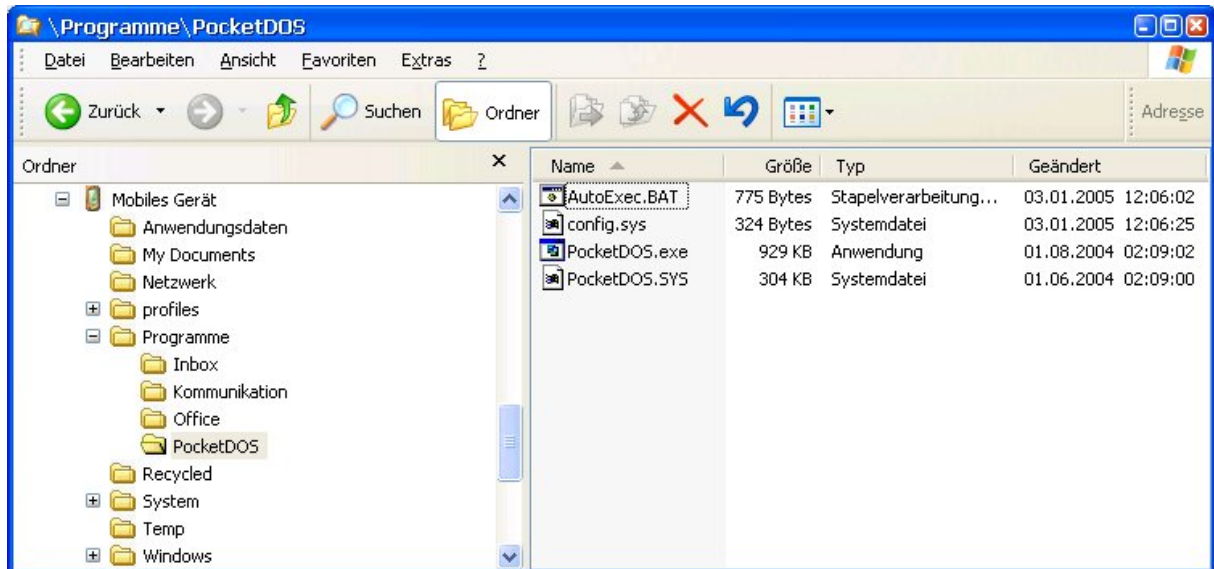 \Programme\PocketDOS
Datei Bearbeiten Ansicht Favoriten Extras ?
Zurück Suchen Ordner Adresse
Ordner
Mobiles Gerät
Anwendungsdaten
My Documents
Netzwerk
profiles
Programme
Inbox
Kommunikation
Office
PocketDOS
Recycled
System
Temp
Windows
Name Größe Typ Geändert
AutoExec.BAT 775 Bytes Stapelverarbeitung... 03.01.2005 12:06:02
config.sys 324 Bytes Systemdatei 03.01.2005 12:06:25
PocketDOS.exe 929 KB Anwendung 01.08.2004 02:09:02
PocketDOS.SYS 304 KB Systemdatei 01.06.2004 02:09:00